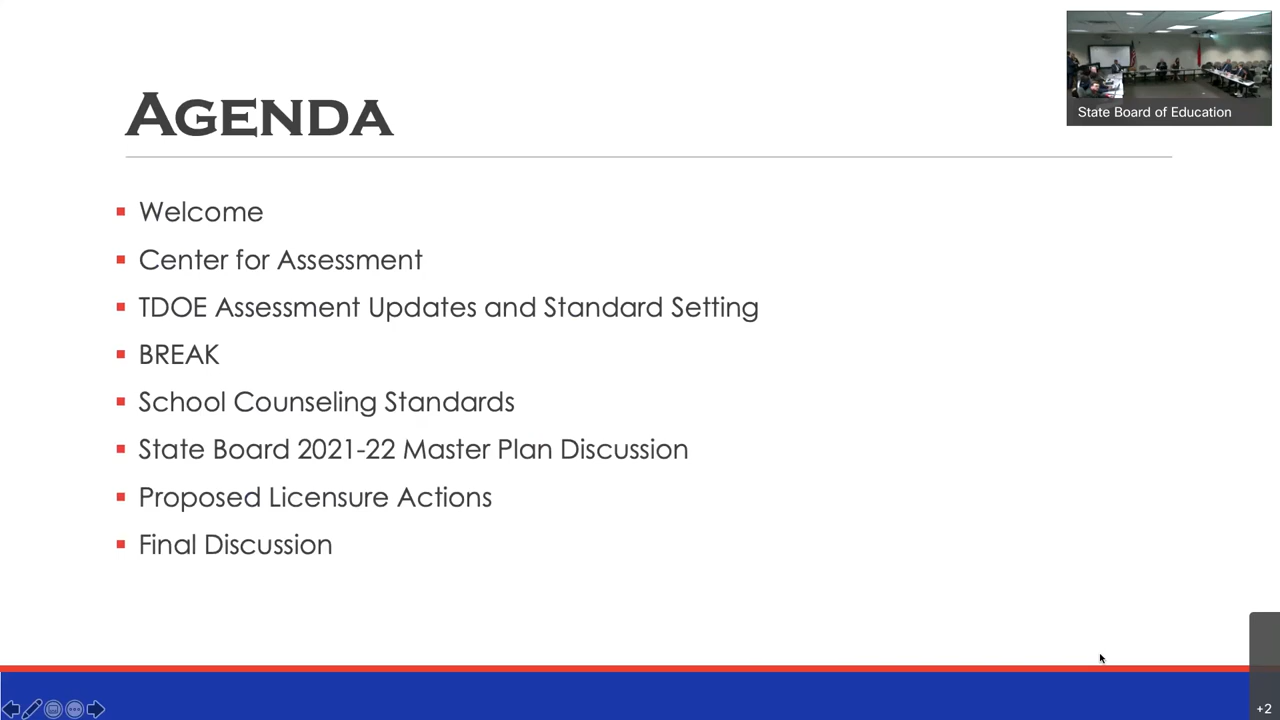 State Board of Education
AGENDA
Welcome
Center for Assessment
TDOE Assessment Updates and Standard Setting
BREAK
School Counseling Standards
State Board 2021-22 Master Plan Discussion
Proposed Licensure Actions
Final Discussion
+2